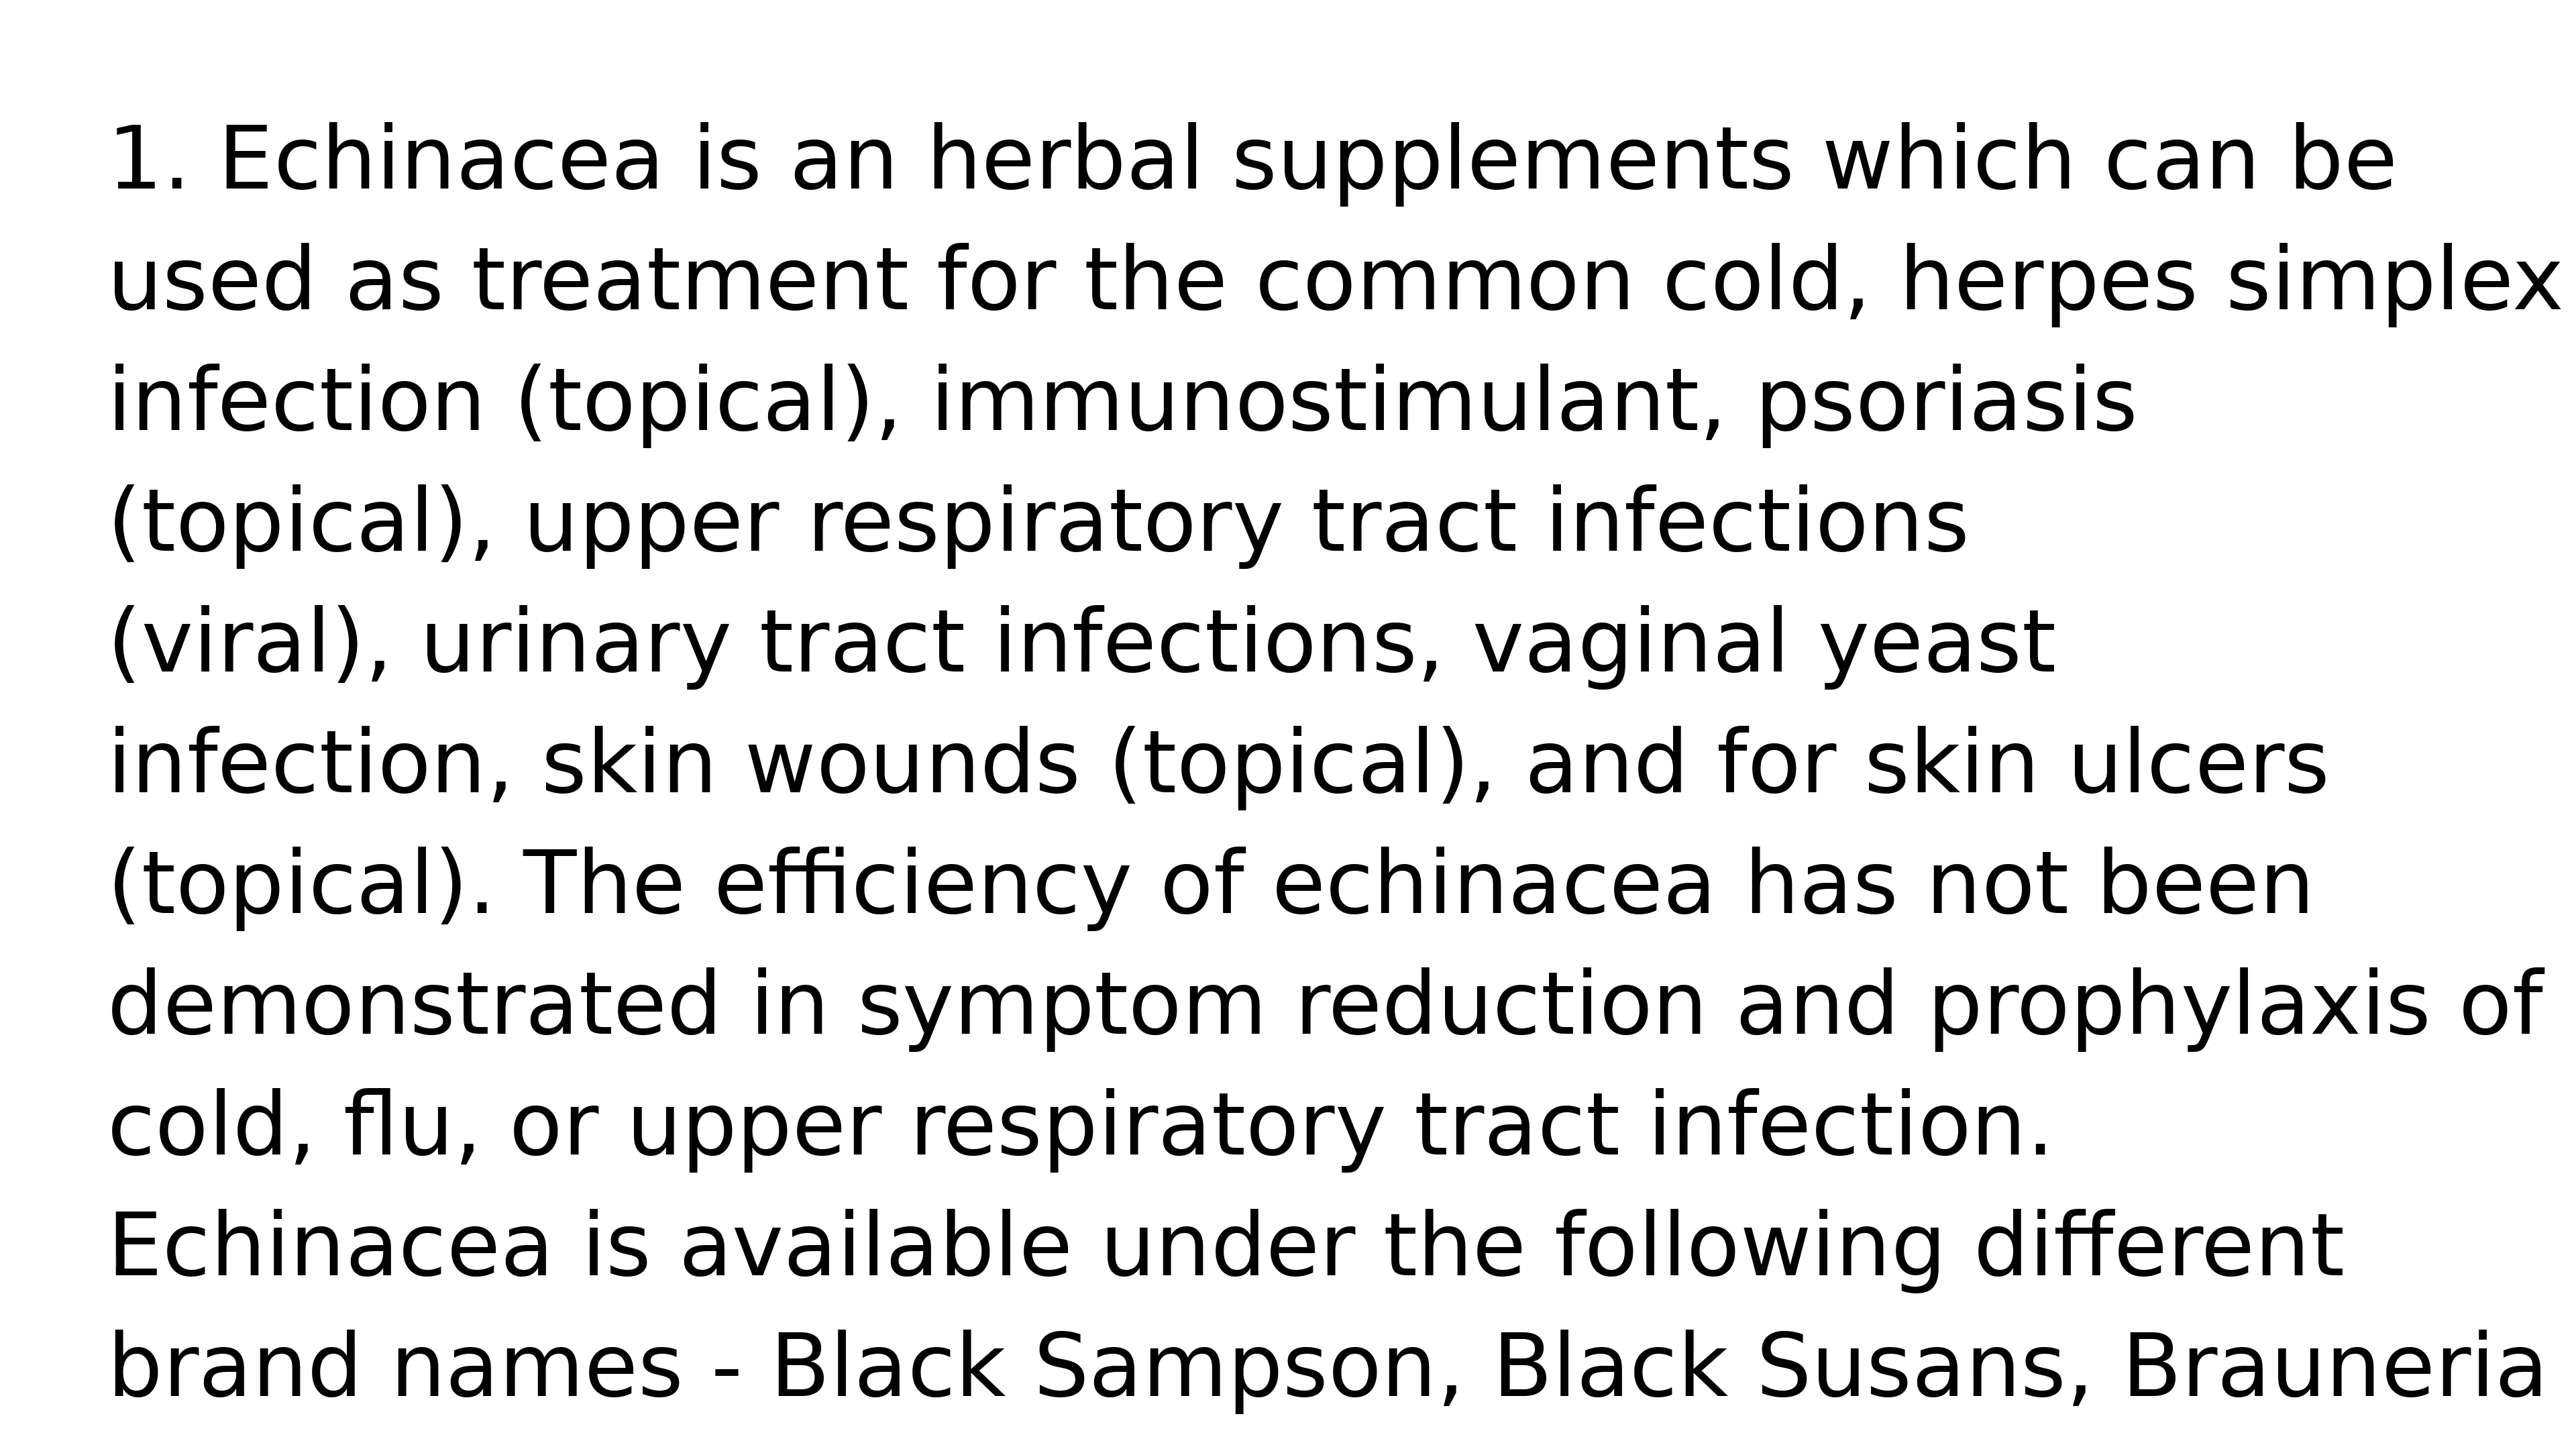 1. Echinacea is an herbal supplements which can be
used as treatment for the common cold, herpes simplex
infection (topical), immunostimulant, psoriasis
(topical), upper respiratory tract infections
(viral), urinary tract infections, vaginal yeast
infection, skin wounds (topical), and for skin ulcers
(topical). The efficiency of echinacea has not been
demonstrated in symptom reduction and prophylaxis of
cold, flu, or upper respiratory tract infection.
Echinacea is available under the following different
brand names - Black Sampson, Black Susans, Brauneria